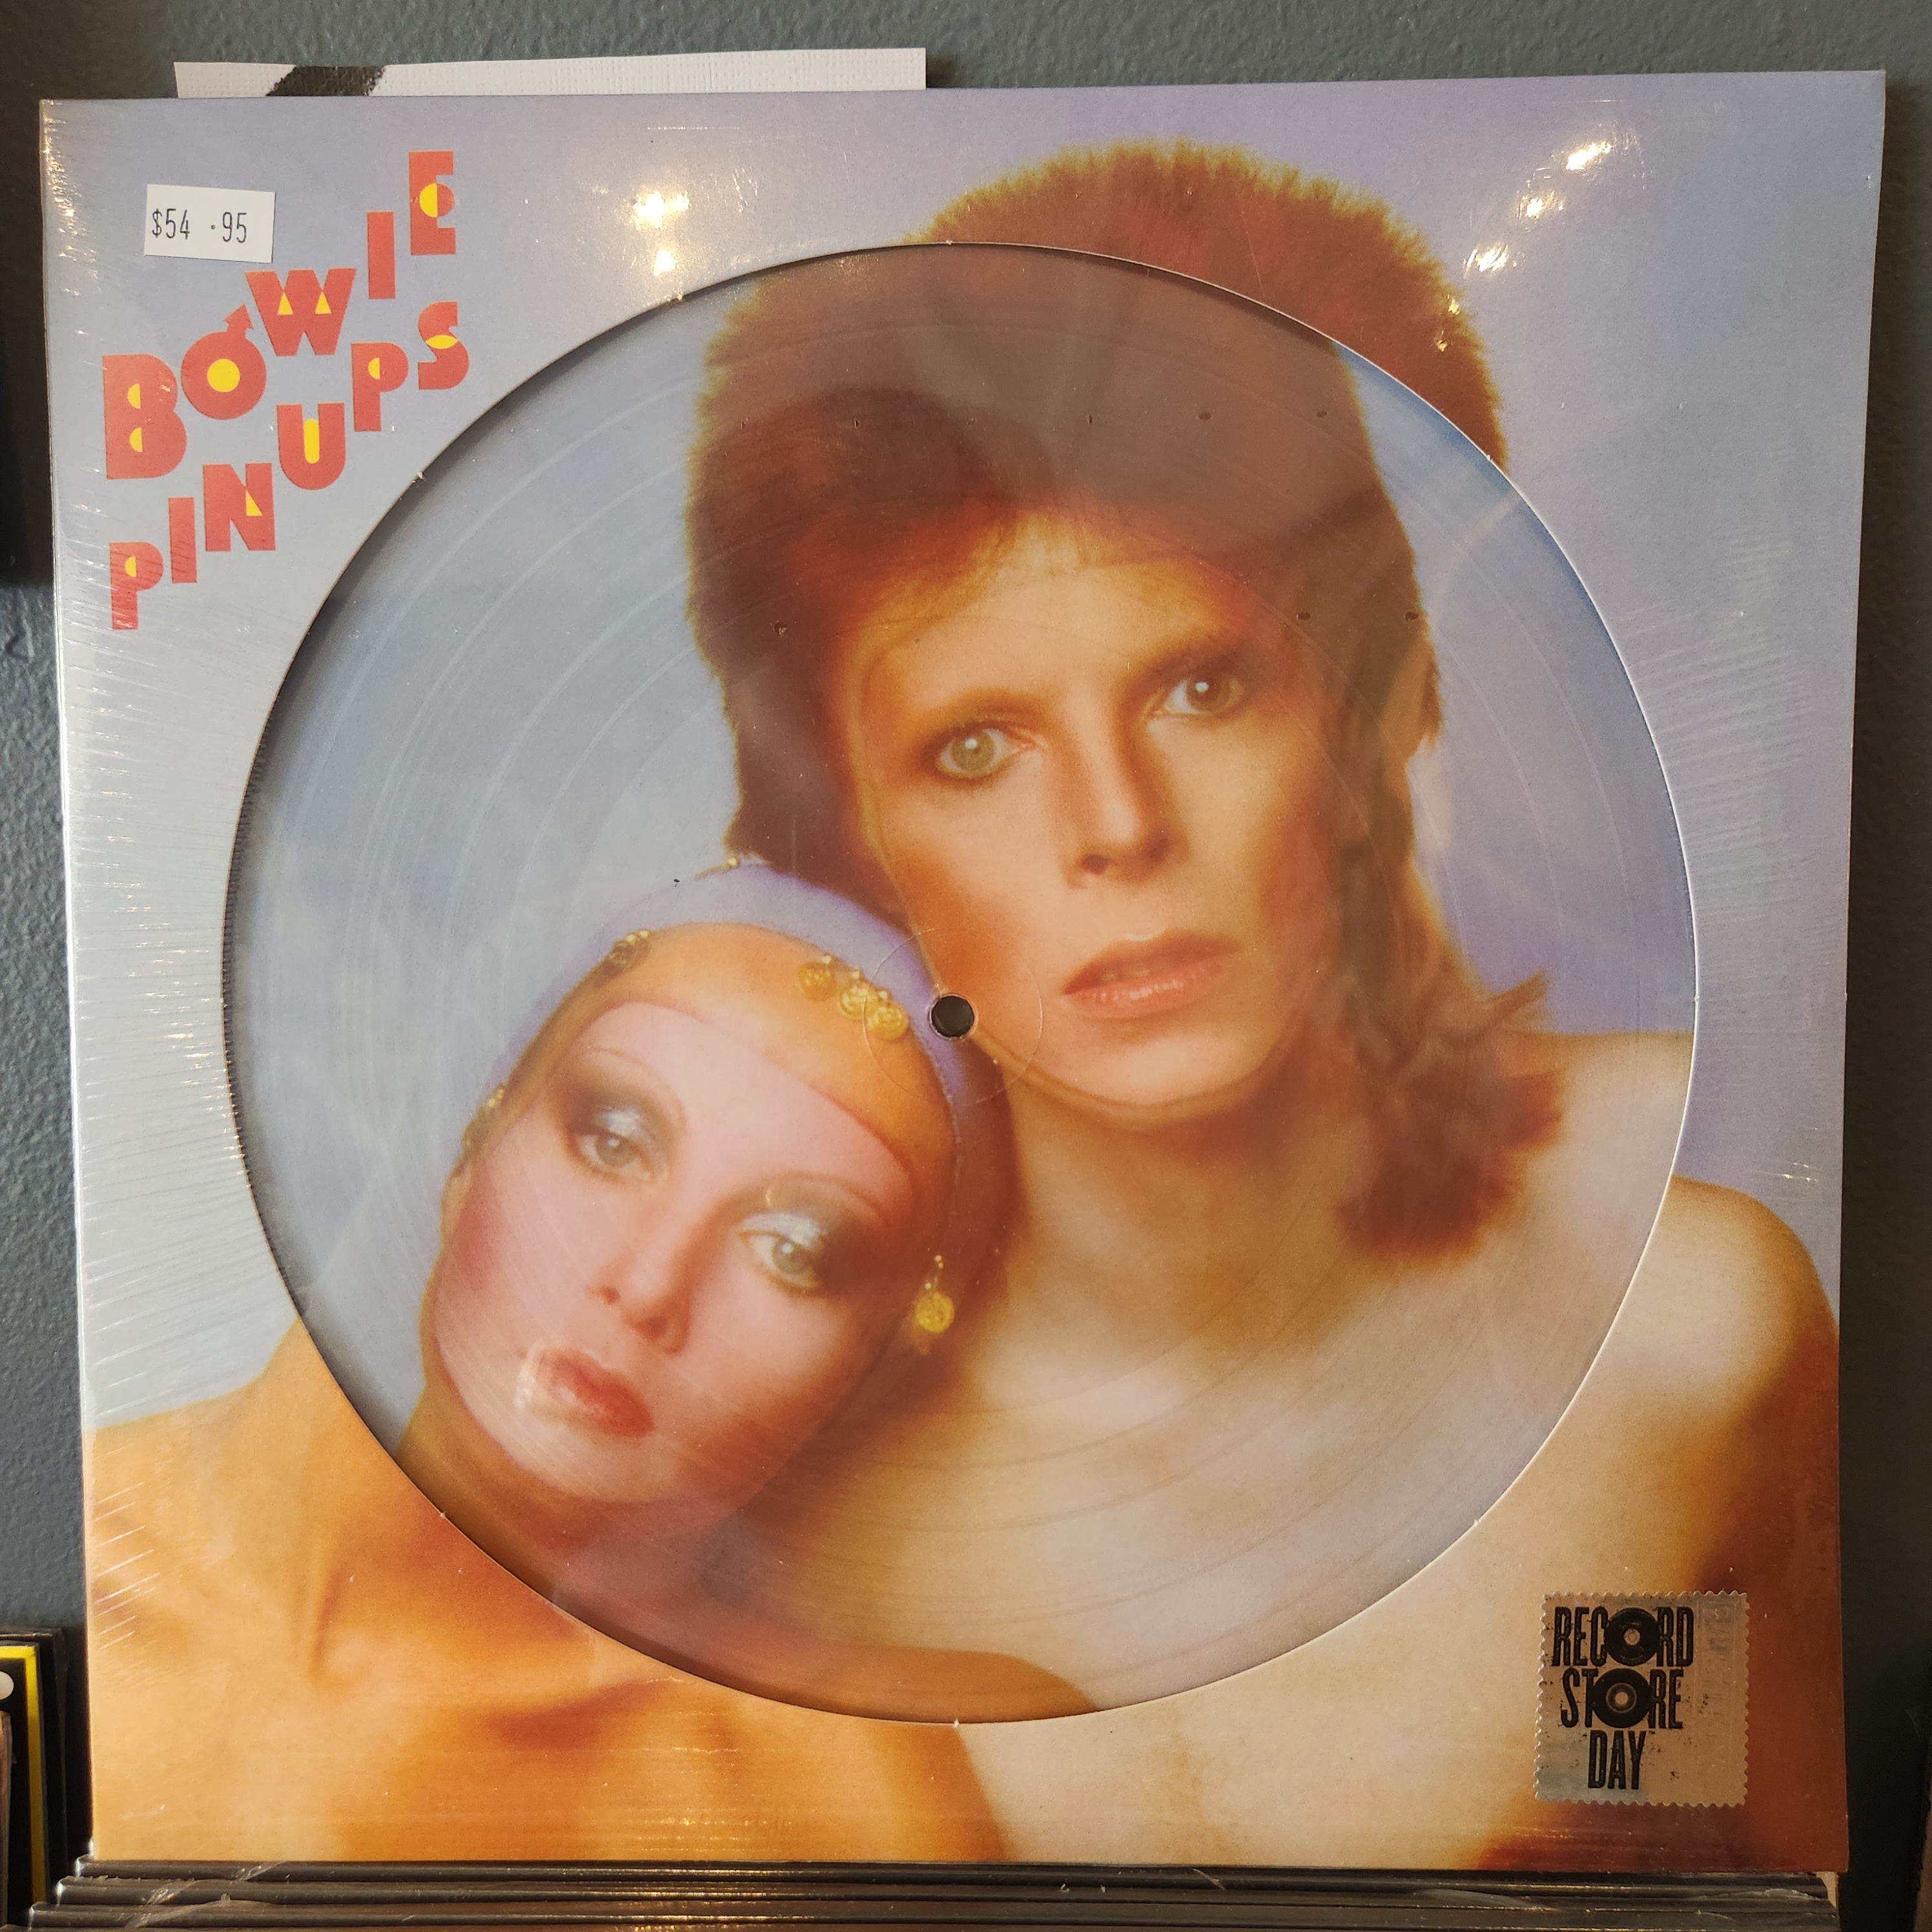 $54 .95
BOWIE
PINUPS
RECORD
STORE
DAY